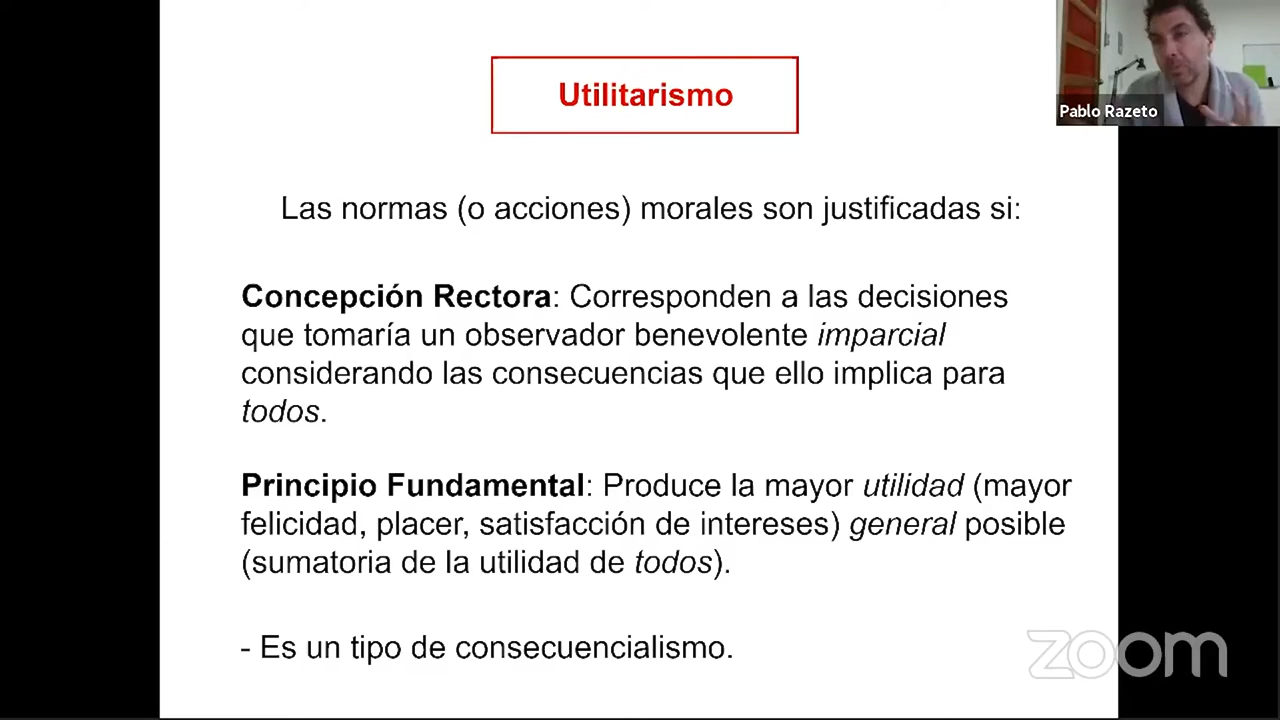 Utilitarismo
Pablo Razeto
Las normas (o acciones) morales son justificadas si:
Concepción Rectora: Corresponden a las decisiones
que tomaría un observador benevolente imparcial
considerando las consecuencias que ello implica para
todos.
Principio Fundamental: Produce la mayor utilidad (mayor
felicidad, placer, satisfacción de intereses) general posible
(sumatoria de la utilidad de todos).
- Es un tipo de consecuencialismo.
zoom